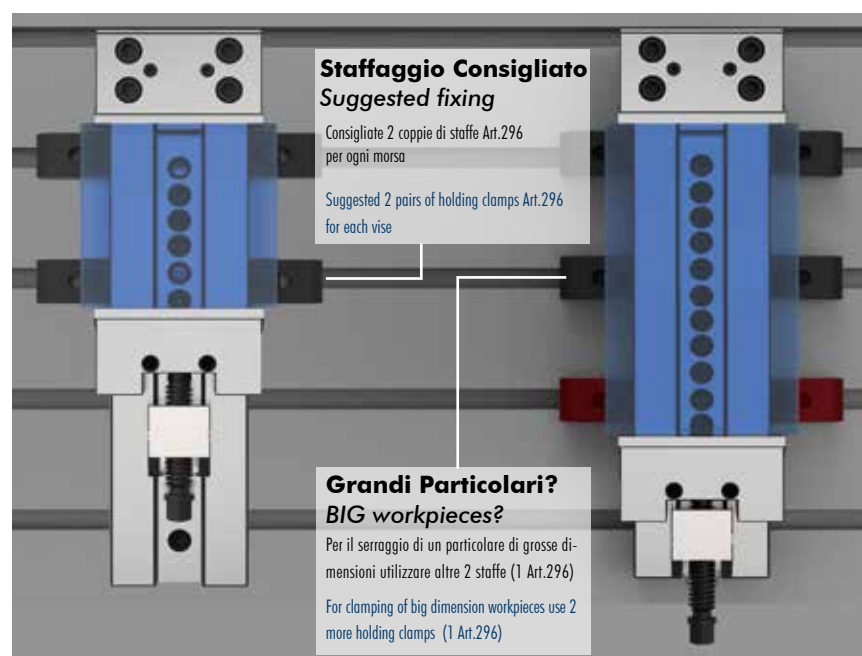 Staffaggio Consigliato
Suggested fixing
Consigliate 2 coppie di staffe Art.296
per ogni morsa
Suggested 2 pairs of holding clamps Art.296
for each vise
Grandi Particolari?
BIG workpieces?
Per il serraggio di un particolare di grosse di-
mensioni utilizzare altre 2 staffe (1 Art.296)
For clamping of big dimension workpieces use 2
more holding clamps (1 Art.296)